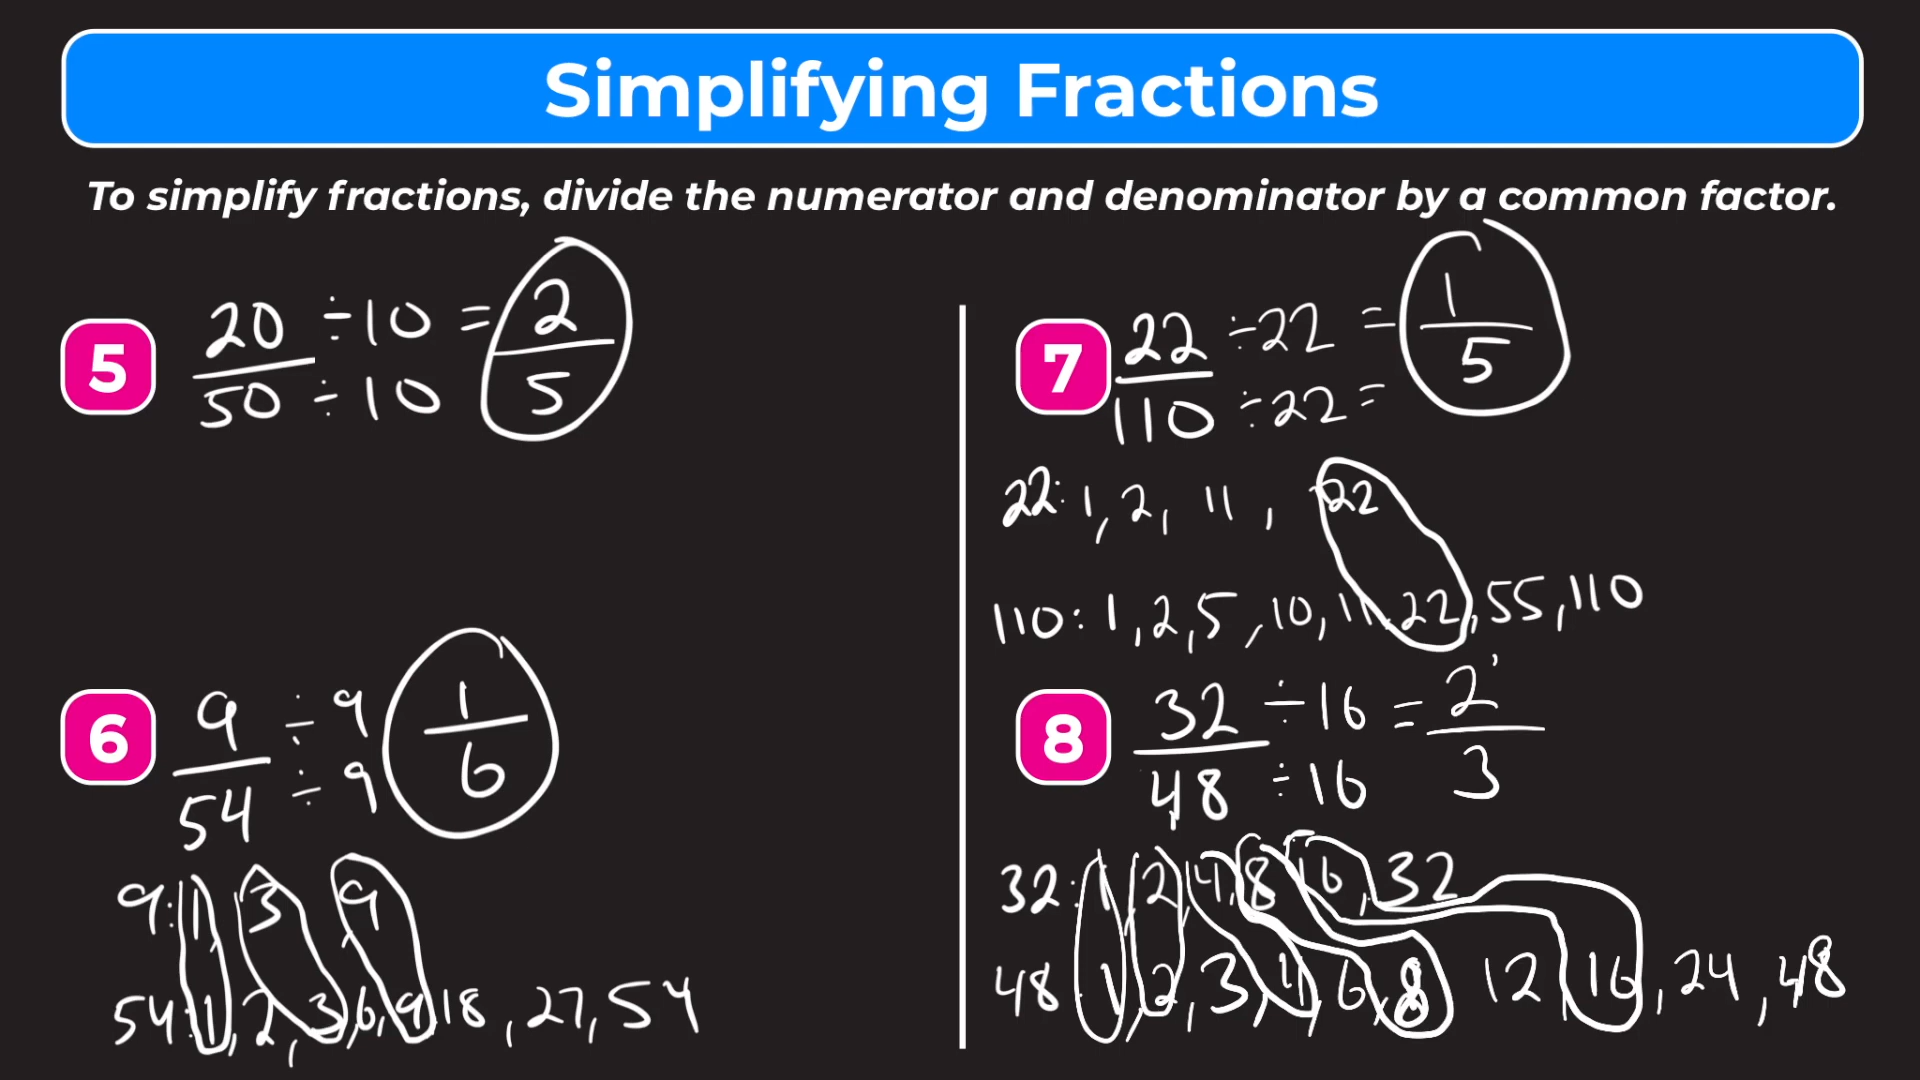 Simplifying Fractions
To simplify fractions, divide the numerator and denominator by a common factor.
5
20 ÷10 = 2
50 ÷ 10 5
6
9 ÷ 9 1
54 ÷ 9 6
9: 1, 3, 9
54: 1, 2, 3, 6, 9, 18, 27, 54
7
22 ÷22 = 1
110 ÷22 = 5
22: 1, 2, 11, 22
110: 1, 2, 5, 10, 11, 22, 55, 110
8
32 ÷16 = 2
48 ÷16 3
32: 1, 2, 4, 8, 16, 32
48 1, 2, 3, 4, 6, 8 12, 16, 24, 48